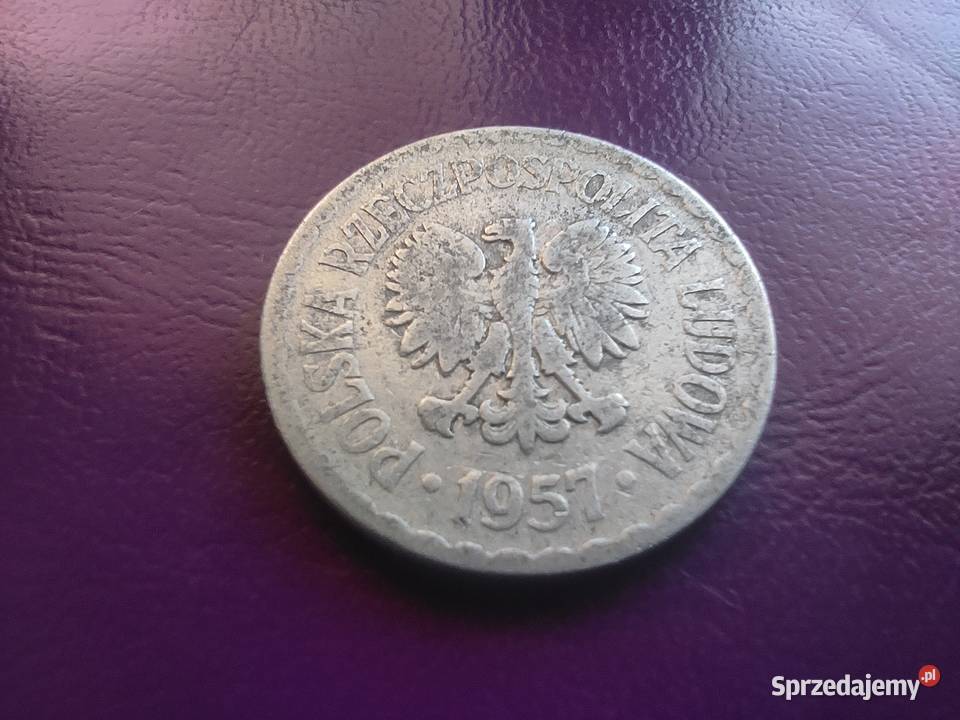 POLSKA RZECZPOSPOLITA LUDOWA
· 1957 ·
Sprzedajemy.pl